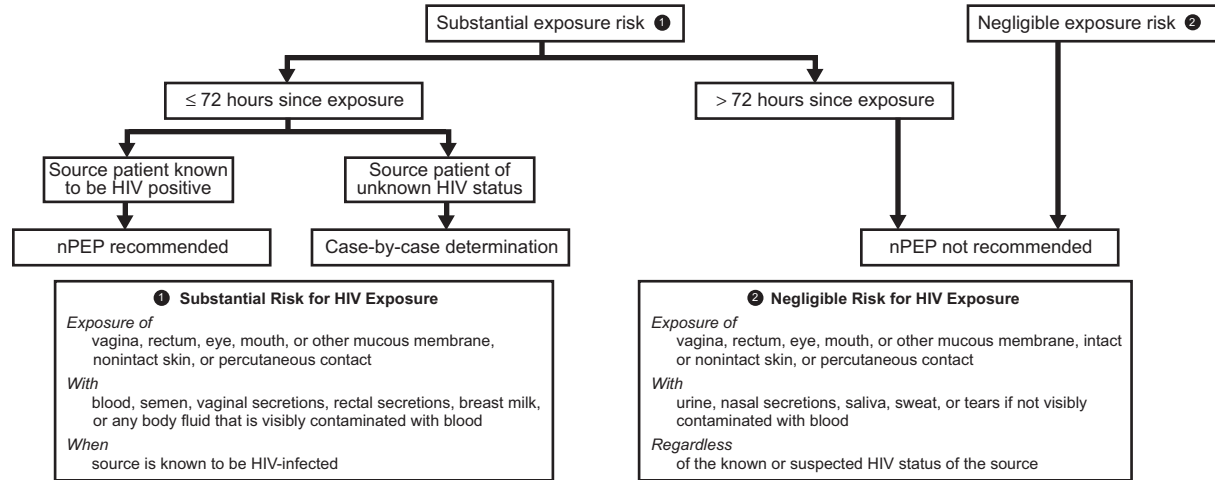 Substantial exposure risk ❶
Negligible exposure risk ❷
≤ 72 hours since exposure
> 72 hours since exposure
Source patient known
to be HIV positive
Source patient of
unknown HIV status
nPEP recommended
Case-by-case determination
nPEP not recommended
❶ Substantial Risk for HIV Exposure
Exposure of
vagina, rectum, eye, mouth, or other mucous membrane,
nonintact skin, or percutaneous contact
With
blood, semen, vaginal secretions, rectal secretions, breast milk,
or any body fluid that is visibly contaminated with blood
When
source is known to be HIV-infected
❷ Negligible Risk for HIV Exposure
Exposure of
vagina, rectum, eye, mouth, or other mucous membrane, intact
or nonintact skin, or percutaneous contact
With
urine, nasal secretions, saliva, sweat, or tears if not visibly
contaminated with blood
Regardless
of the known or suspected HIV status of the source